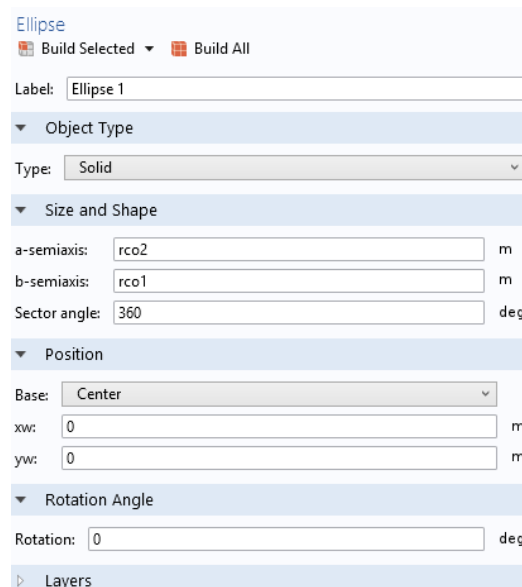 Ellipse
Build Selected Build All
Label: Ellipse 1
Object Type
Type: Solid
Size and Shape
a-semiaxis: rco2 m
b-semiaxis: rco1 m
Sector angle: 360 deg
Position
Base: Center
xw: 0 m
yw: 0 m
Rotation Angle
Rotation: 0 deg
Layers